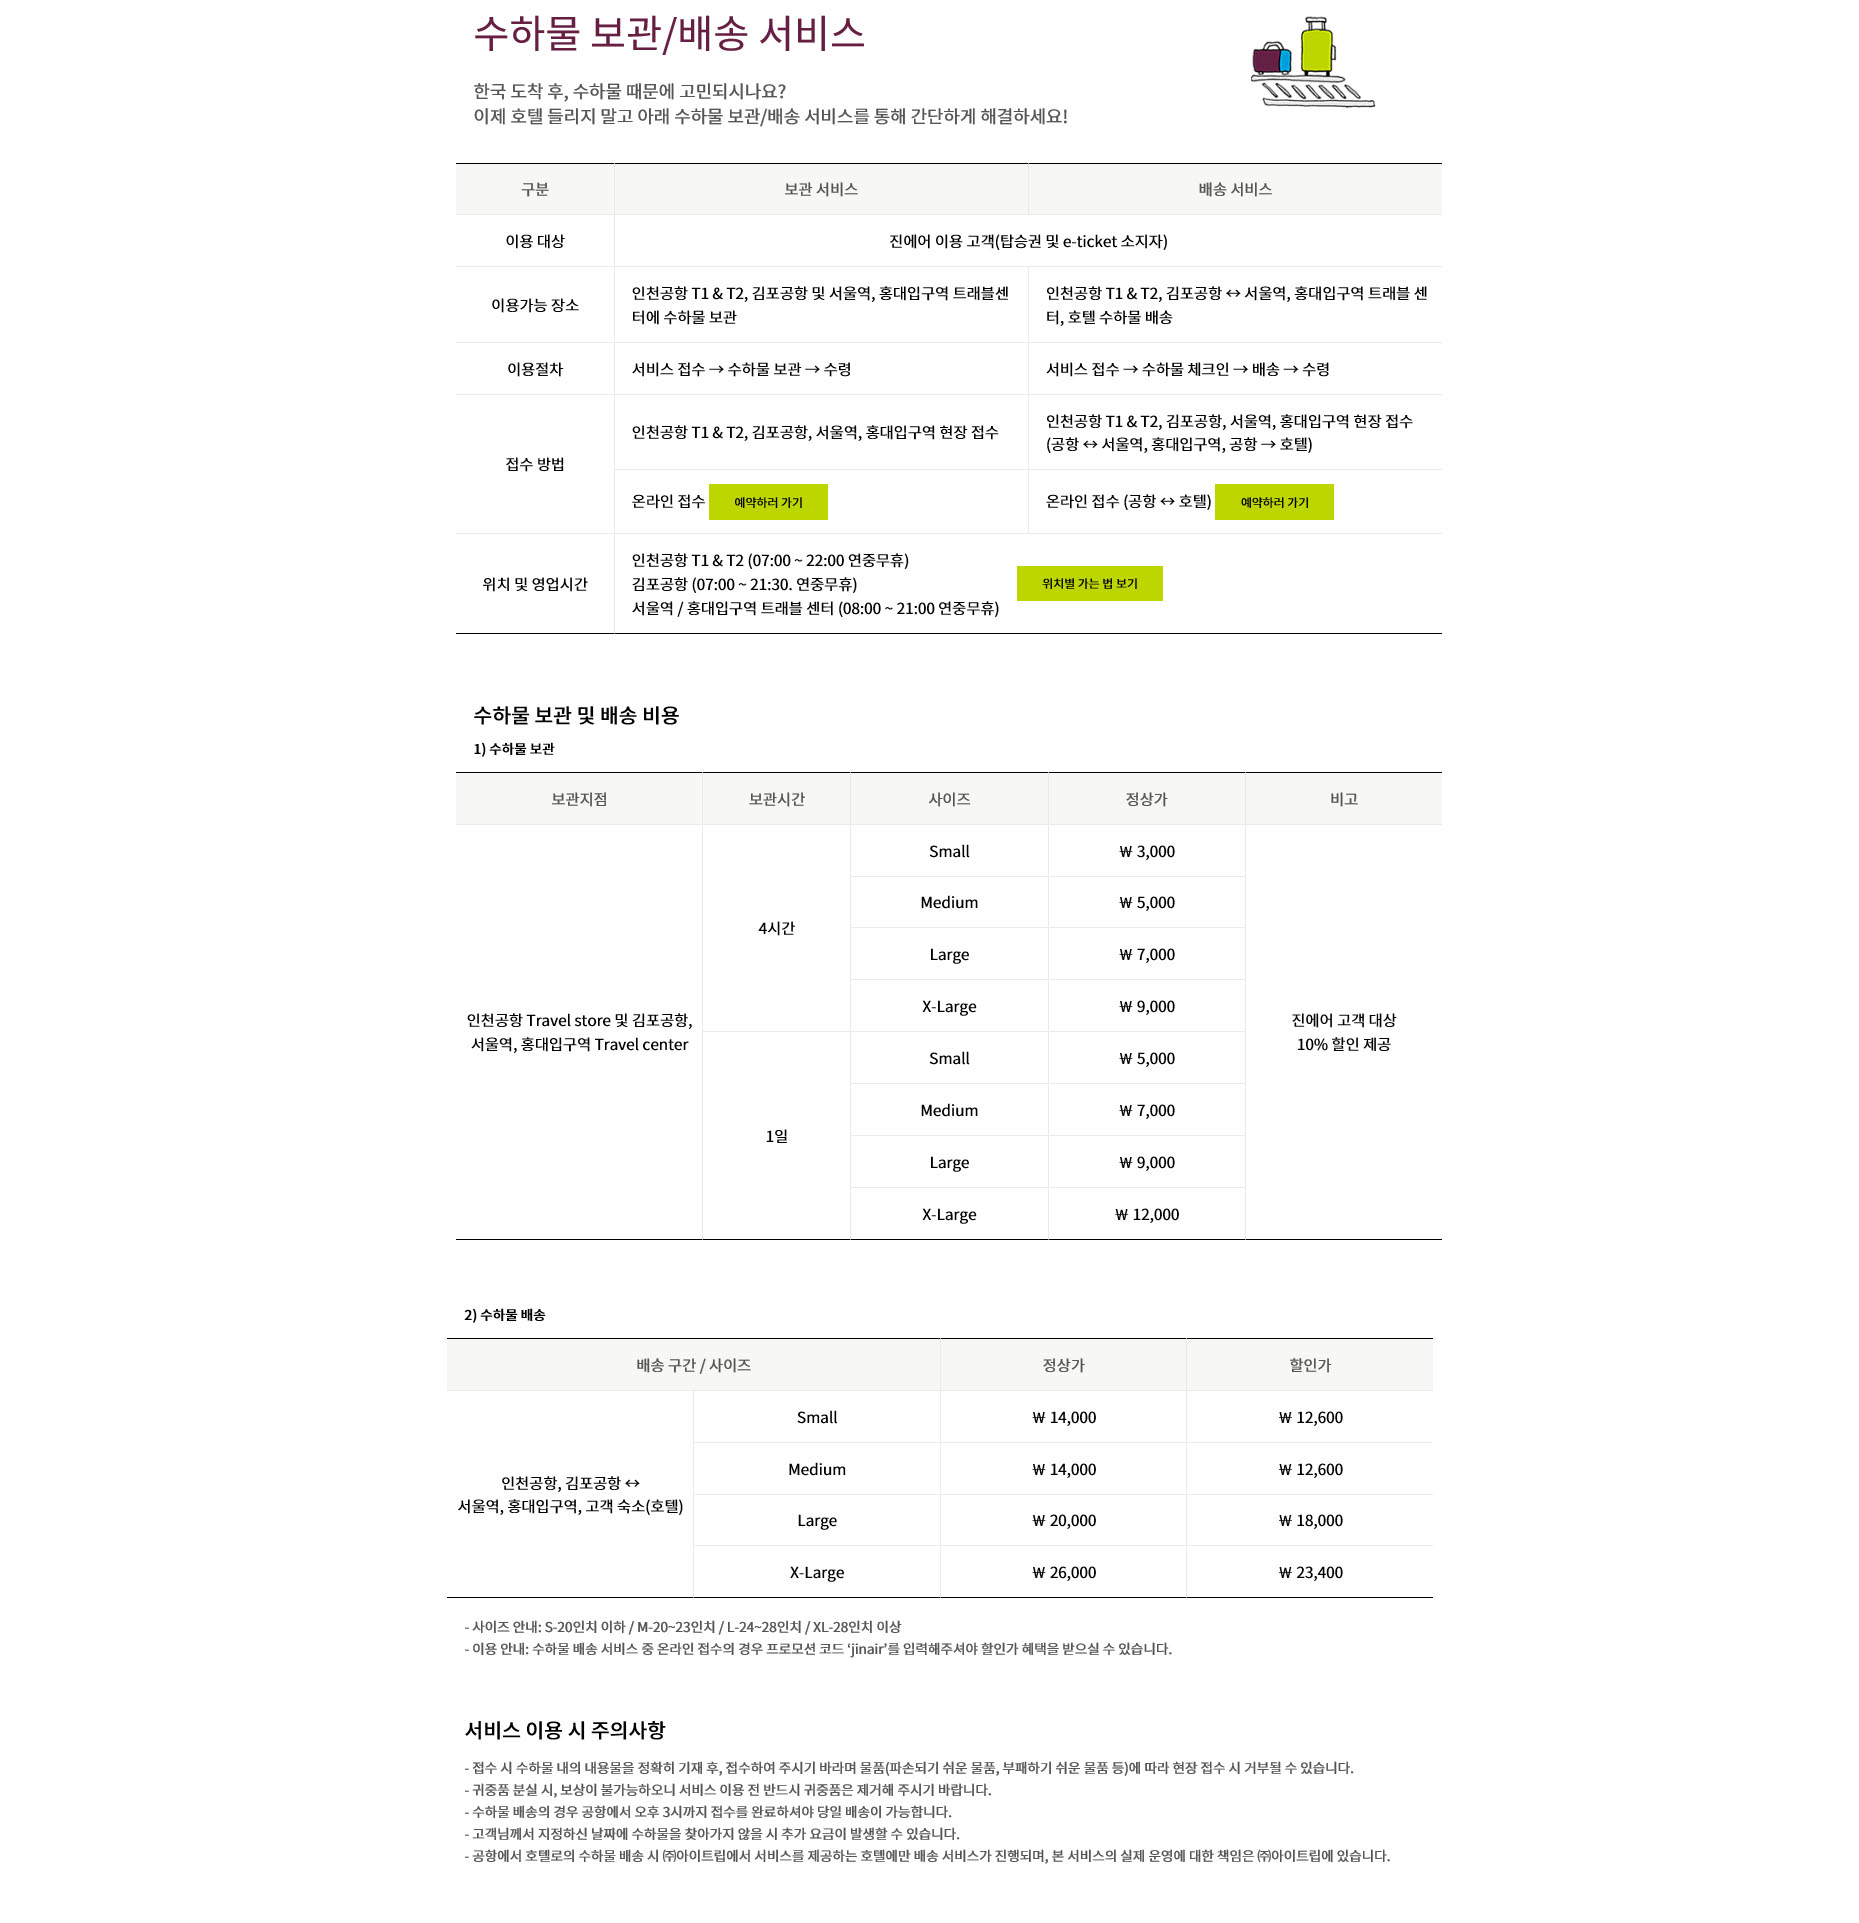 수하물 보관/배송 서비스
한국 도착 후, 수하물 때문에 고민되시나요?
이제 호텔 들리지 말고 아래 수하물 보관/배송 서비스를 통해 간단하게 해결하세요!
구분
보관 서비스
배송 서비스
이용 대상
진에어 이용 고객(탑승권 및 e-ticket 소지자)
이용가능 장소
인천공항 T1 & T2, 김포공항 및 서울역, 홍대입구역 트래블센
터에 수하물 보관
인천공항 T1 & T2, 김포공항 ↔ 서울역, 홍대입구역 트래블 센
터, 호텔 수하물 배송
이용절차
서비스 접수 → 수하물 보관 → 수령
서비스 접수 → 수하물 체크인 → 배송 → 수령
접수 방법
인천공항 T1 & T2, 김포공항, 서울역, 홍대입구역 현장 접수
인천공항 T1 & T2, 김포공항, 서울역, 홍대입구역 현장 접수
(공항 ↔ 서울역, 홍대입구역, 공항 → 호텔)
온라인 접수 예약하러 가기
온라인 접수 (공항 ↔ 호텔) 예약하러 가기
위치 및 영업시간
인천공항 T1 & T2 (07:00 ~ 22:00 연중무휴)
김포공항 (07:00 ~ 21:30. 연중무휴)
서울역 / 홍대입구역 트래블 센터 (08:00 ~ 21:00 연중무휴)
위치별 가는 법 보기
수하물 보관 및 배송 비용
1) 수하물 보관
보관지점
보관시간
사이즈
정상가
비고
인천공항 Travel store 및 김포공항,
서울역, 홍대입구역 Travel center
4시간
Small
₩ 3,000
Medium
₩ 5,000
Large
₩ 7,000
X-Large
₩ 9,000
1일
Small
₩ 5,000
Medium
₩ 7,000
Large
₩ 9,000
X-Large
₩ 12,000
진에어 고객 대상
10% 할인 제공
2) 수하물 배송
배송 구간 / 사이즈
정상가
할인가
인천공항, 김포공항 ↔
서울역, 홍대입구역, 고객 숙소(호텔)
Small
₩ 14,000
₩ 12,600
Medium
₩ 14,000
₩ 12,600
Large
₩ 20,000
₩ 18,000
X-Large
₩ 26,000
₩ 23,400
- 사이즈 안내: S-20인치 이하 / M-20~23인치 / L-24~28인치 / XL-28인치 이상
- 이용 안내: 수하물 배송 서비스 중 온라인 접수의 경우 프로모션 코드 ‘jinair’를 입력해주셔야 할인가 혜택을 받으실 수 있습니다.
서비스 이용 시 주의사항
- 접수 시 수하물 내의 내용물을 정확히 기재 후, 접수하여 주시기 바라며 물품(파손되기 쉬운 물품, 부패하기 쉬운 물품 등)에 따라 현장 접수 시 거부될 수 있습니다.
- 귀중품 분실 시, 보상이 불가능하오니 서비스 이용 전 반드시 귀중품은 제거해 주시기 바랍니다.
- 수하물 배송의 경우 공항에서 오후 3시까지 접수를 완료하셔야 당일 배송이 가능합니다.
- 고객님께서 지정하신 날짜에 수하물을 찾아가지 않을 시 추가 요금이 발생할 수 있습니다.
- 공항에서 호텔로의 수하물 배송 시 ㈜아이트립에서 서비스를 제공하는 호텔에만 배송 서비스가 진행되며, 본 서비스의 실제 운영에 대한 책임은 ㈜아이트립에 있습니다.